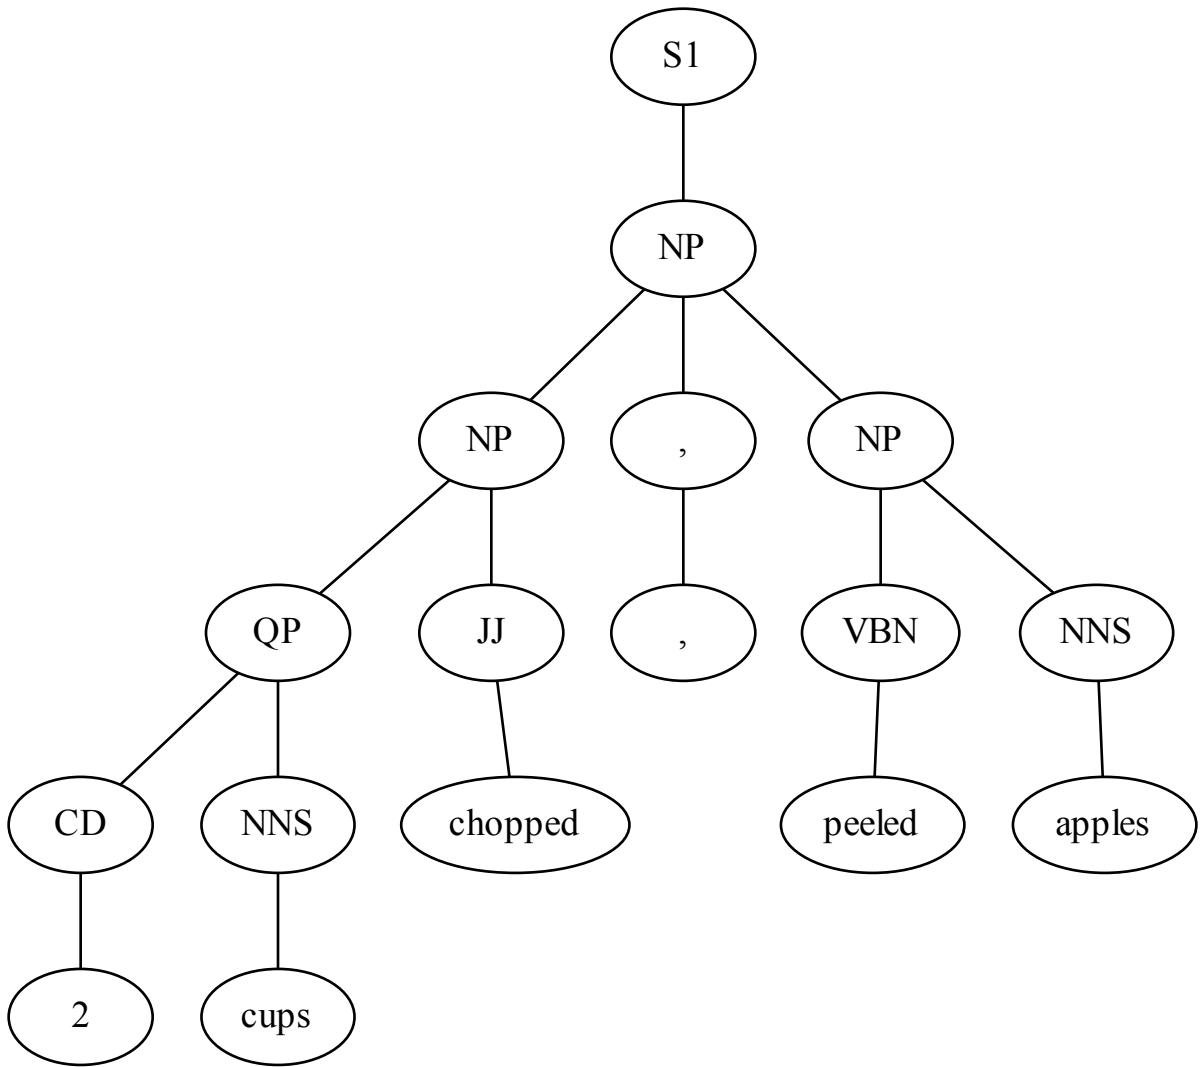 S1
NP
NP , NP
QP JJ , VBN NNS
CD NNS chopped peeled apples
2 cups